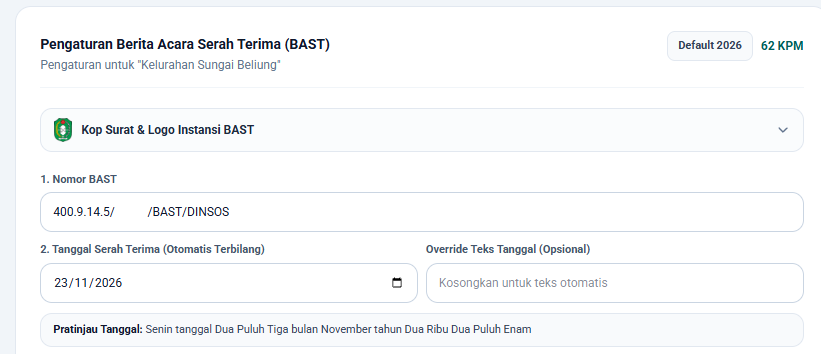 Pengaturan Berita Acara Serah Terima (BAST)
Default 2026
62 KPM
Pengaturan untuk "Kelurahan Sungai Beliung"
Kop Surat & Logo Instansi BAST
1. Nomor BAST
400.9.14.5/          /BAST/DINSOS
2. Tanggal Serah Terima (Otomatis Terbilang)
Override Teks Tanggal (Opsional)
23/11/2026
Kosongkan untuk teks otomatis
Pratinjau Tanggal: Senin tanggal Dua Puluh Tiga bulan November tahun Dua Ribu Dua Puluh Enam